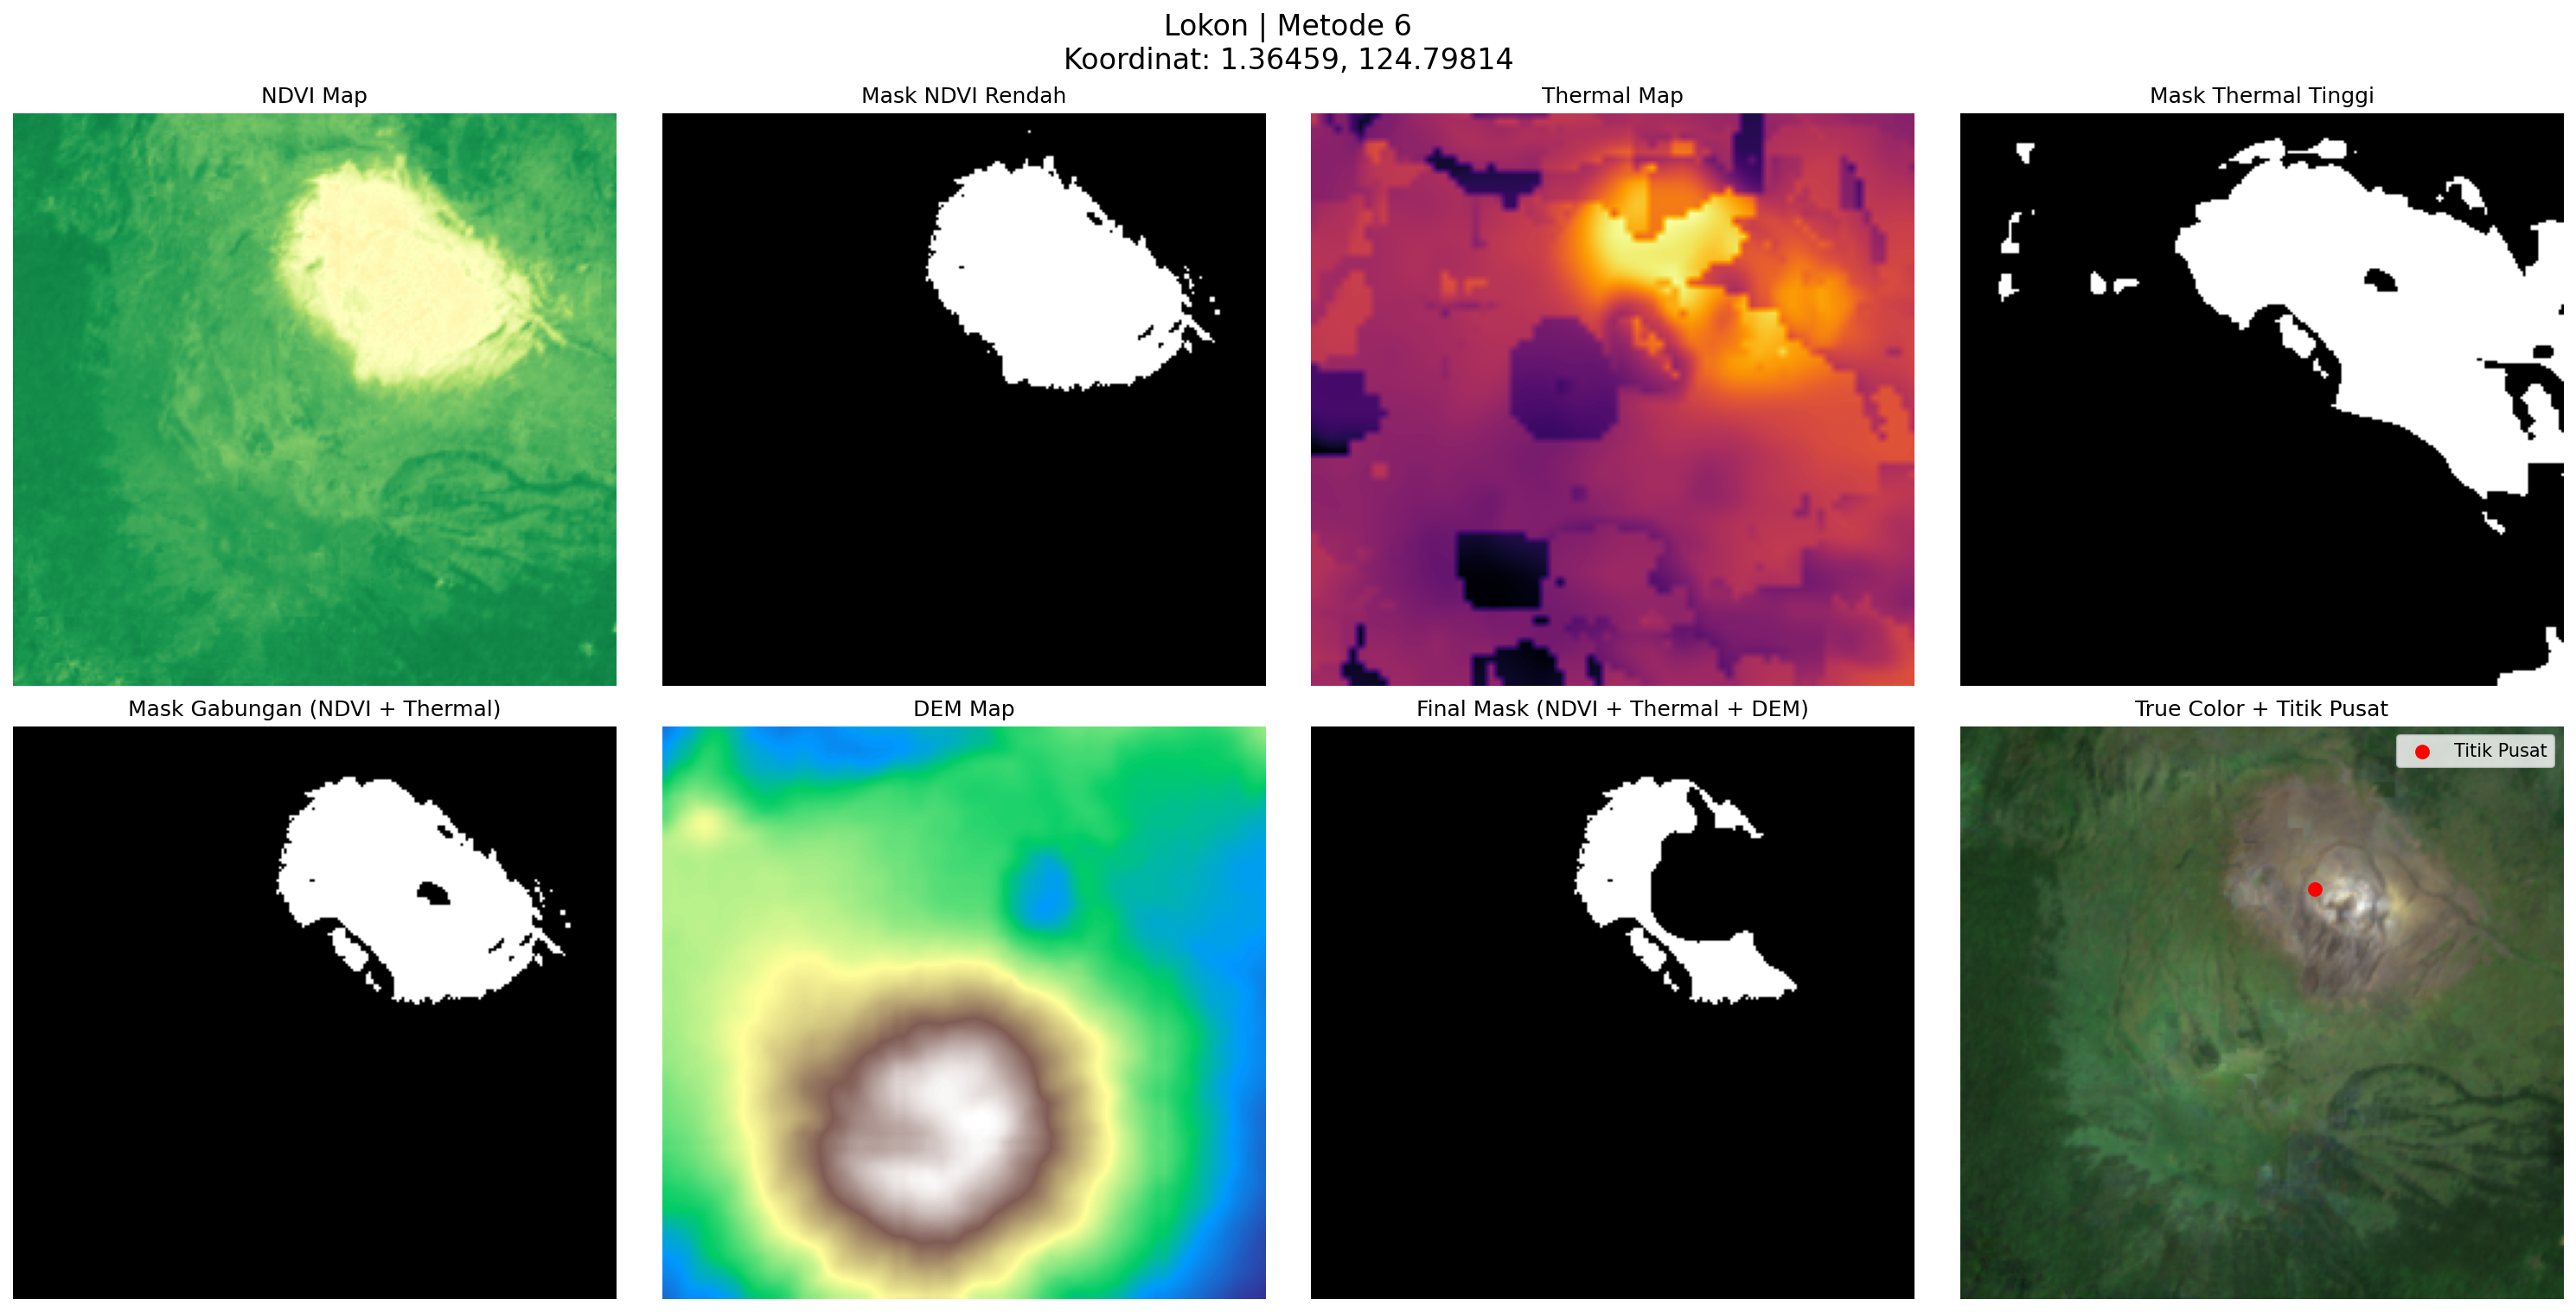 Lokon | Metode 6
Koordinat: 1.36459, 124.79814
NDVI Map
Mask NDVI Rendah
Thermal Map
Mask Thermal Tinggi
Mask Gabungan (NDVI + Thermal)
DEM Map
Final Mask (NDVI + Thermal + DEM)
True Color + Titik Pusat
Titik Pusat